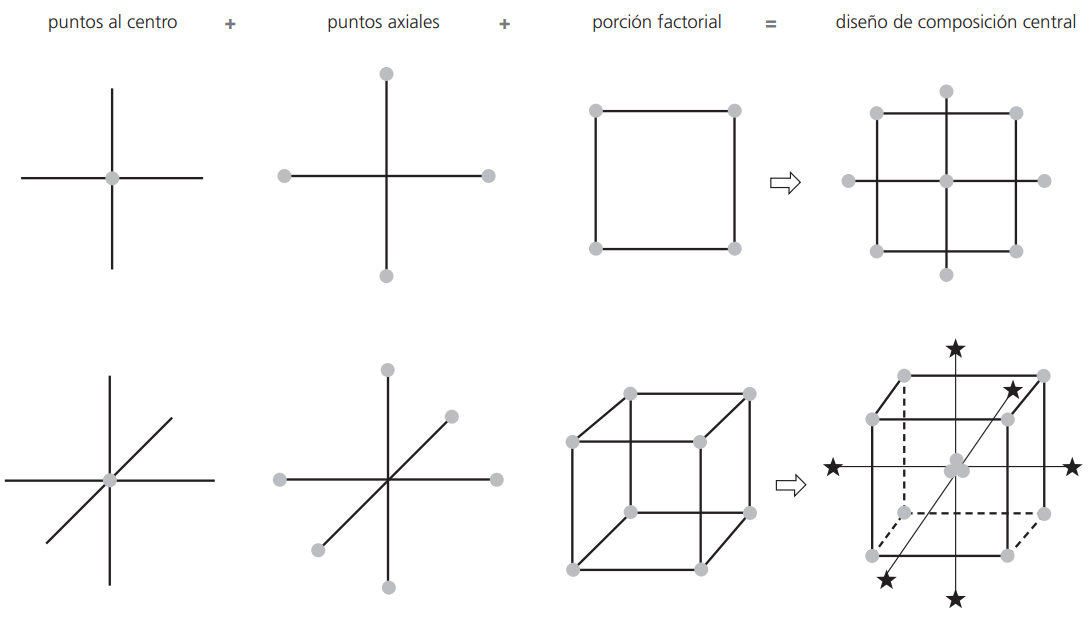 puntos al centro + puntos axiales + porción factorial = diseño de composición central